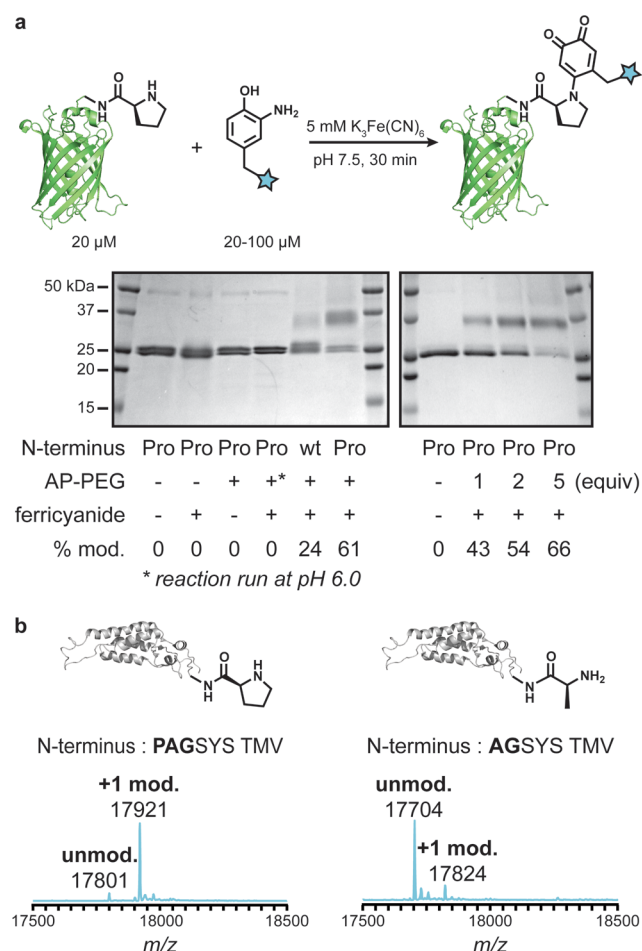 a
O
N
H
H
N
OH
NH₂
+
5 mM K₃Fe(CN)₆
pH 7.5, 30 min
O
O
O
N
N
H
20 µM
20-100 µM
50 kDa
37
25
20
15
N-terminus Pro Pro Pro Pro wt Pro Pro Pro Pro Pro
AP-PEG - - + +* + + - 1 2 5 (equiv)
ferricyanide - + - + + + - + + +
% mod. 0 0 0 0 24 61 0 43 54 66
* reaction run at pH 6.0
b
O
H
N
N
H
O
NH₂
N
H
N-terminus : PAGSYS TMV
N-terminus : AGSYS TMV
+1 mod.
17921
unmod.
17801
unmod.
17704
+1 mod.
17824
17500 18000 18500
m/z
17500 18000 18500
m/z